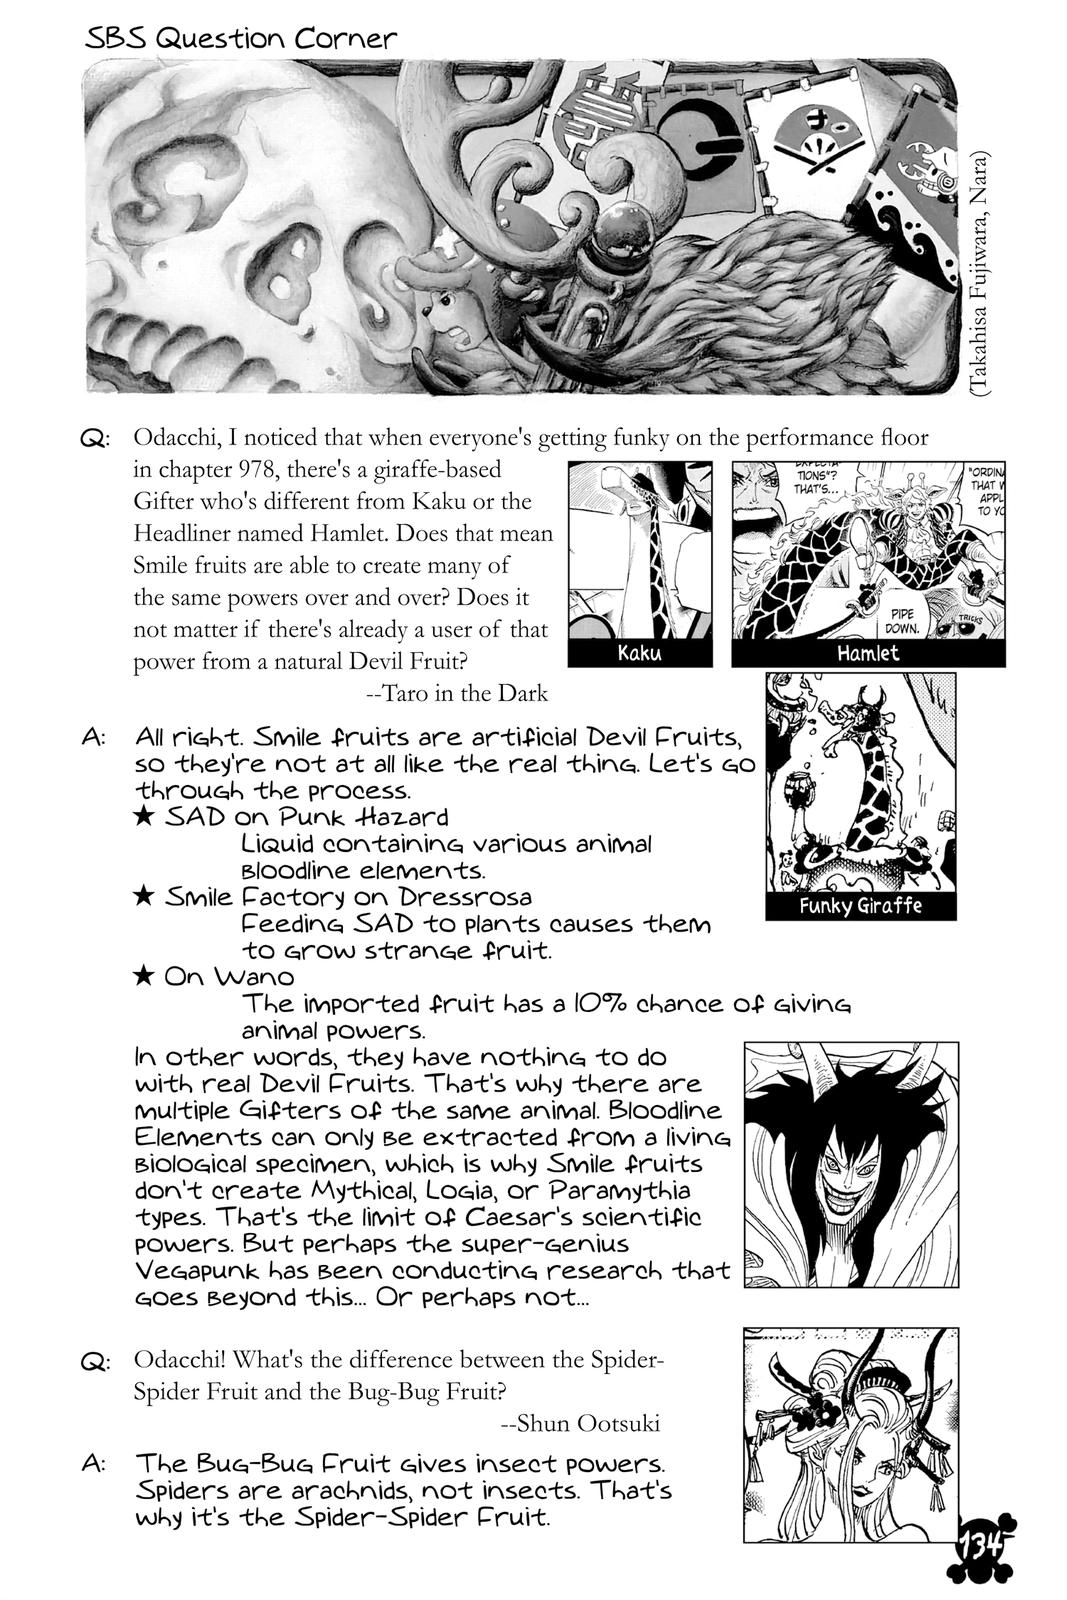 SBS Question Corner
(Takahisa Fujiwara, Nara)
Q: Odacchi, I noticed that when everyone's getting funky on the performance floor
in chapter 978, there's a giraffe-based
Gifter who's different from Kaku or the
Headliner named Hamlet. Does that mean
Smile fruits are able to create many of
the same powers over and over? Does it
not matter if there's already a user of that
power from a natural Devil Fruit?
--Taro in the Dark
Kaku
TIONS"?
THAT'S...
"ORDINA
THAT W
APPL
TO YO
PIPE
DOWN.
TRICKS
Hamlet
A: All right. Smile fruits are artificial Devil Fruits,
so they're not at all like the real thing. Let's go
through the process.
★ SAD on Punk Hazard
Liquid containing various animal
bloodline elements.
★ Smile Factory on Dressrosa
Feeding SAD to plants causes them
to grow strange fruit.
★ On Wano
The imported fruit has a 10% chance of giving
animal powers.
Funky Giraffe
In other words, they have nothing to do
with real Devil Fruits. That's why there are
multiple Gifters of the same animal. Bloodline
Elements can only be extracted from a living
biological specimen, which is why Smile fruits
don't create Mythical, Logia, or Paramythia
types. That's the limit of Caesar's scientific
powers. But perhaps the super-genius
Vegapunk has been conducting research that
goes beyond this... Or perhaps not...
Q: Odacchi! What's the difference between the Spider-
Spider Fruit and the Bug-Bug Fruit?
--Shun Ootsuki
A: The Bug-Bug Fruit gives insect powers.
Spiders are arachnids, not insects. That's
why it's the Spider-Spider Fruit.
134